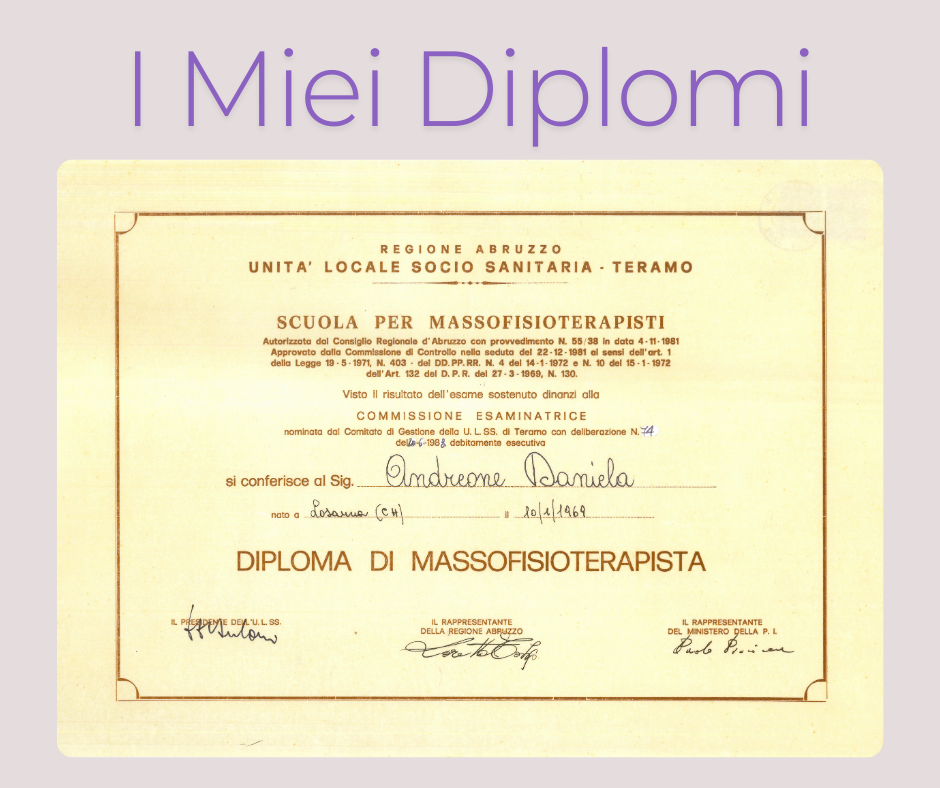 I Miei Diplomi
REGIONE ABRUZZO
UNITA' LOCALE SOCIO SANITARIA - TERAMO
SCUOLA PER MASSOFISIOTERAPISTI
Autorizzata dal Consiglio Regionale d'Abruzzo con provvedimento N. 55/38 in data 4-11-1981
Approvato dalla Commissione di Controllo nella seduta del 22-12-1981 ai sensi dell'art. 1
della Legge 19-5-1971, N. 403 - dei DD.PP.RR. N. 4 del 14-1-1972 e N. 10 del 15-1-1972
dell'Art. 132 del D.P.R. del 27-3-1969, N. 130.
Visto il risultato dell'esame sostenuto dinanzi alla
COMMISSIONE ESAMINATRICE
nominata dal Comitato di Gestione della U.L.SS. di Teramo con deliberazione N. 74
del 1988 debitamente esecutiva
si conferisce al Sig. Andreone Daniela
nato a Losanna (CH) il 10/1/1969
DIPLOMA DI MASSOFISIOTERAPISTA
IL PRESIDENTE DELL'U.L.SS.
IL RAPPRESENTANTE
DELLA REGIONE ABRUZZO
IL RAPPRESENTANTE
DEL MINISTERO DELLA P. I.